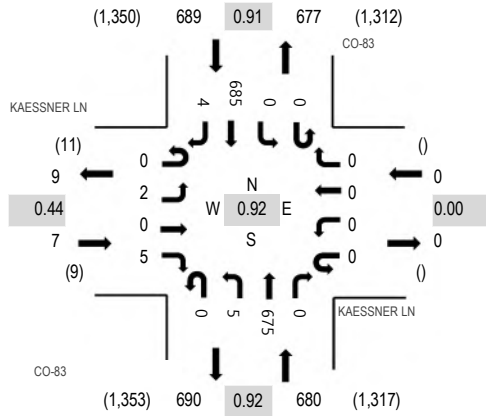 (1,350) 689 0.91 677 (1,312)
CO-83
KAESSNER LN
4 685 0 0
(11)
9
0.44
7
(9)
0
2
0
5
N
W 0.92 E
S
0
0
0
0
()
0
0.00
0
()
0 5 675 0
KAESSNER LN
CO-83
(1,353) 690 0.92 680 (1,317)